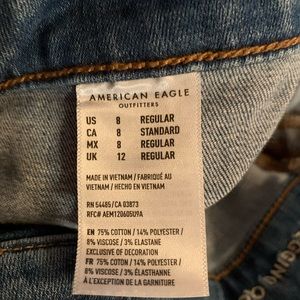 AMERICAN EAGLE
OUTFITTERS
US 8 REGULAR
CA 8 STANDARD
MX 8 REGULAR
UK 12 REGULAR
MADE IN VIETNAM / FABRIQUÉ AU
VIETNAM / HECHO EN VIETNAM
RN 54485/CA 03873
RFC# AEM120605U9A
EN 75% COTTON / 14% POLYESTER /
8% VISCOSE / 3% ELASTANE
EXCLUSIVE OF DECORATION
FR 75% COTON / 14% POLYESTER /
8% VISCOSE / 3% ÉLASTHANNE
À L'EXCEPTION DE LA GARNITURE